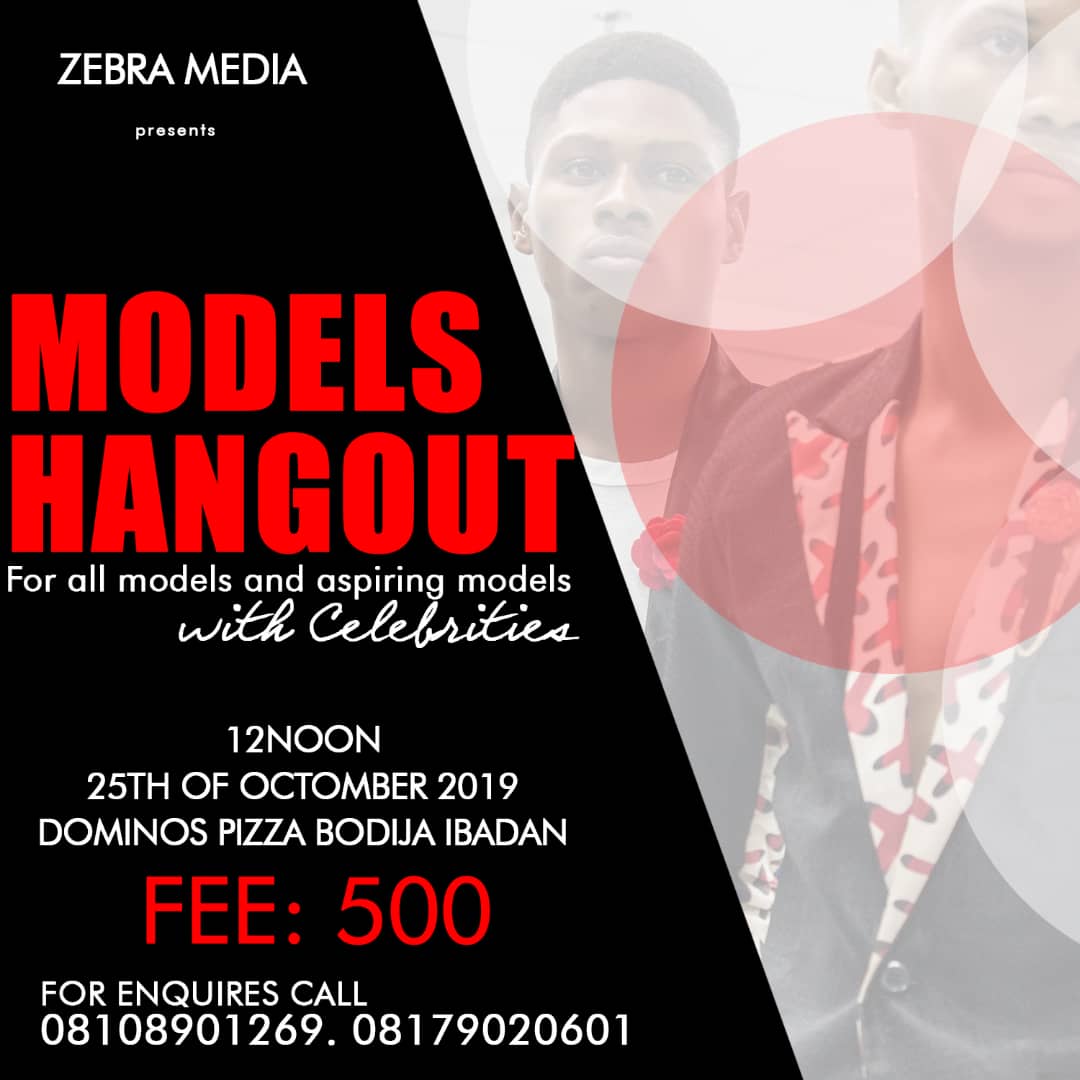 ZEBRA MEDIA
presents
MODELS
HANGOUT
For all models and aspiring models
with Celebrities
12NOON
25TH OF OCTOMBER 2019
DOMINOS PIZZA BODIJA IBADAN
FEE: 500
FOR ENQUIRES CALL
08108901269. 08179020601